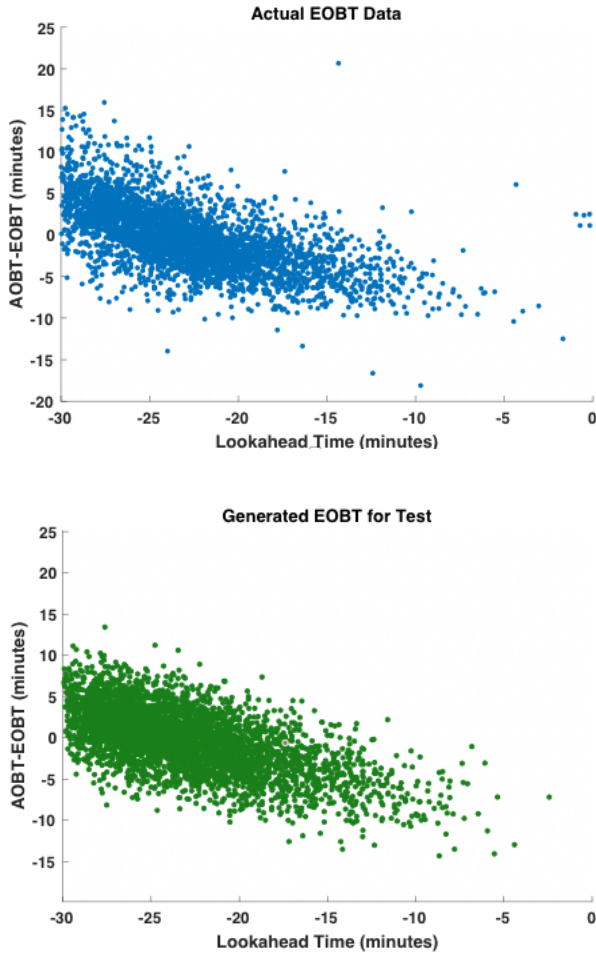 Actual EOBT Data
25
20
15
10
5
0
-5
-10
-15
-20
AOBT-EOBT (minutes)
-30 -25 -20 -15 -10 -5 0
Lookahead Time (minutes)
Generated EOBT for Test
25
20
15
10
5
0
-5
-10
-15
AOBT-EOBT (minutes)
-30 -25 -20 -15 -10 -5 0
Lookahead Time (minutes)